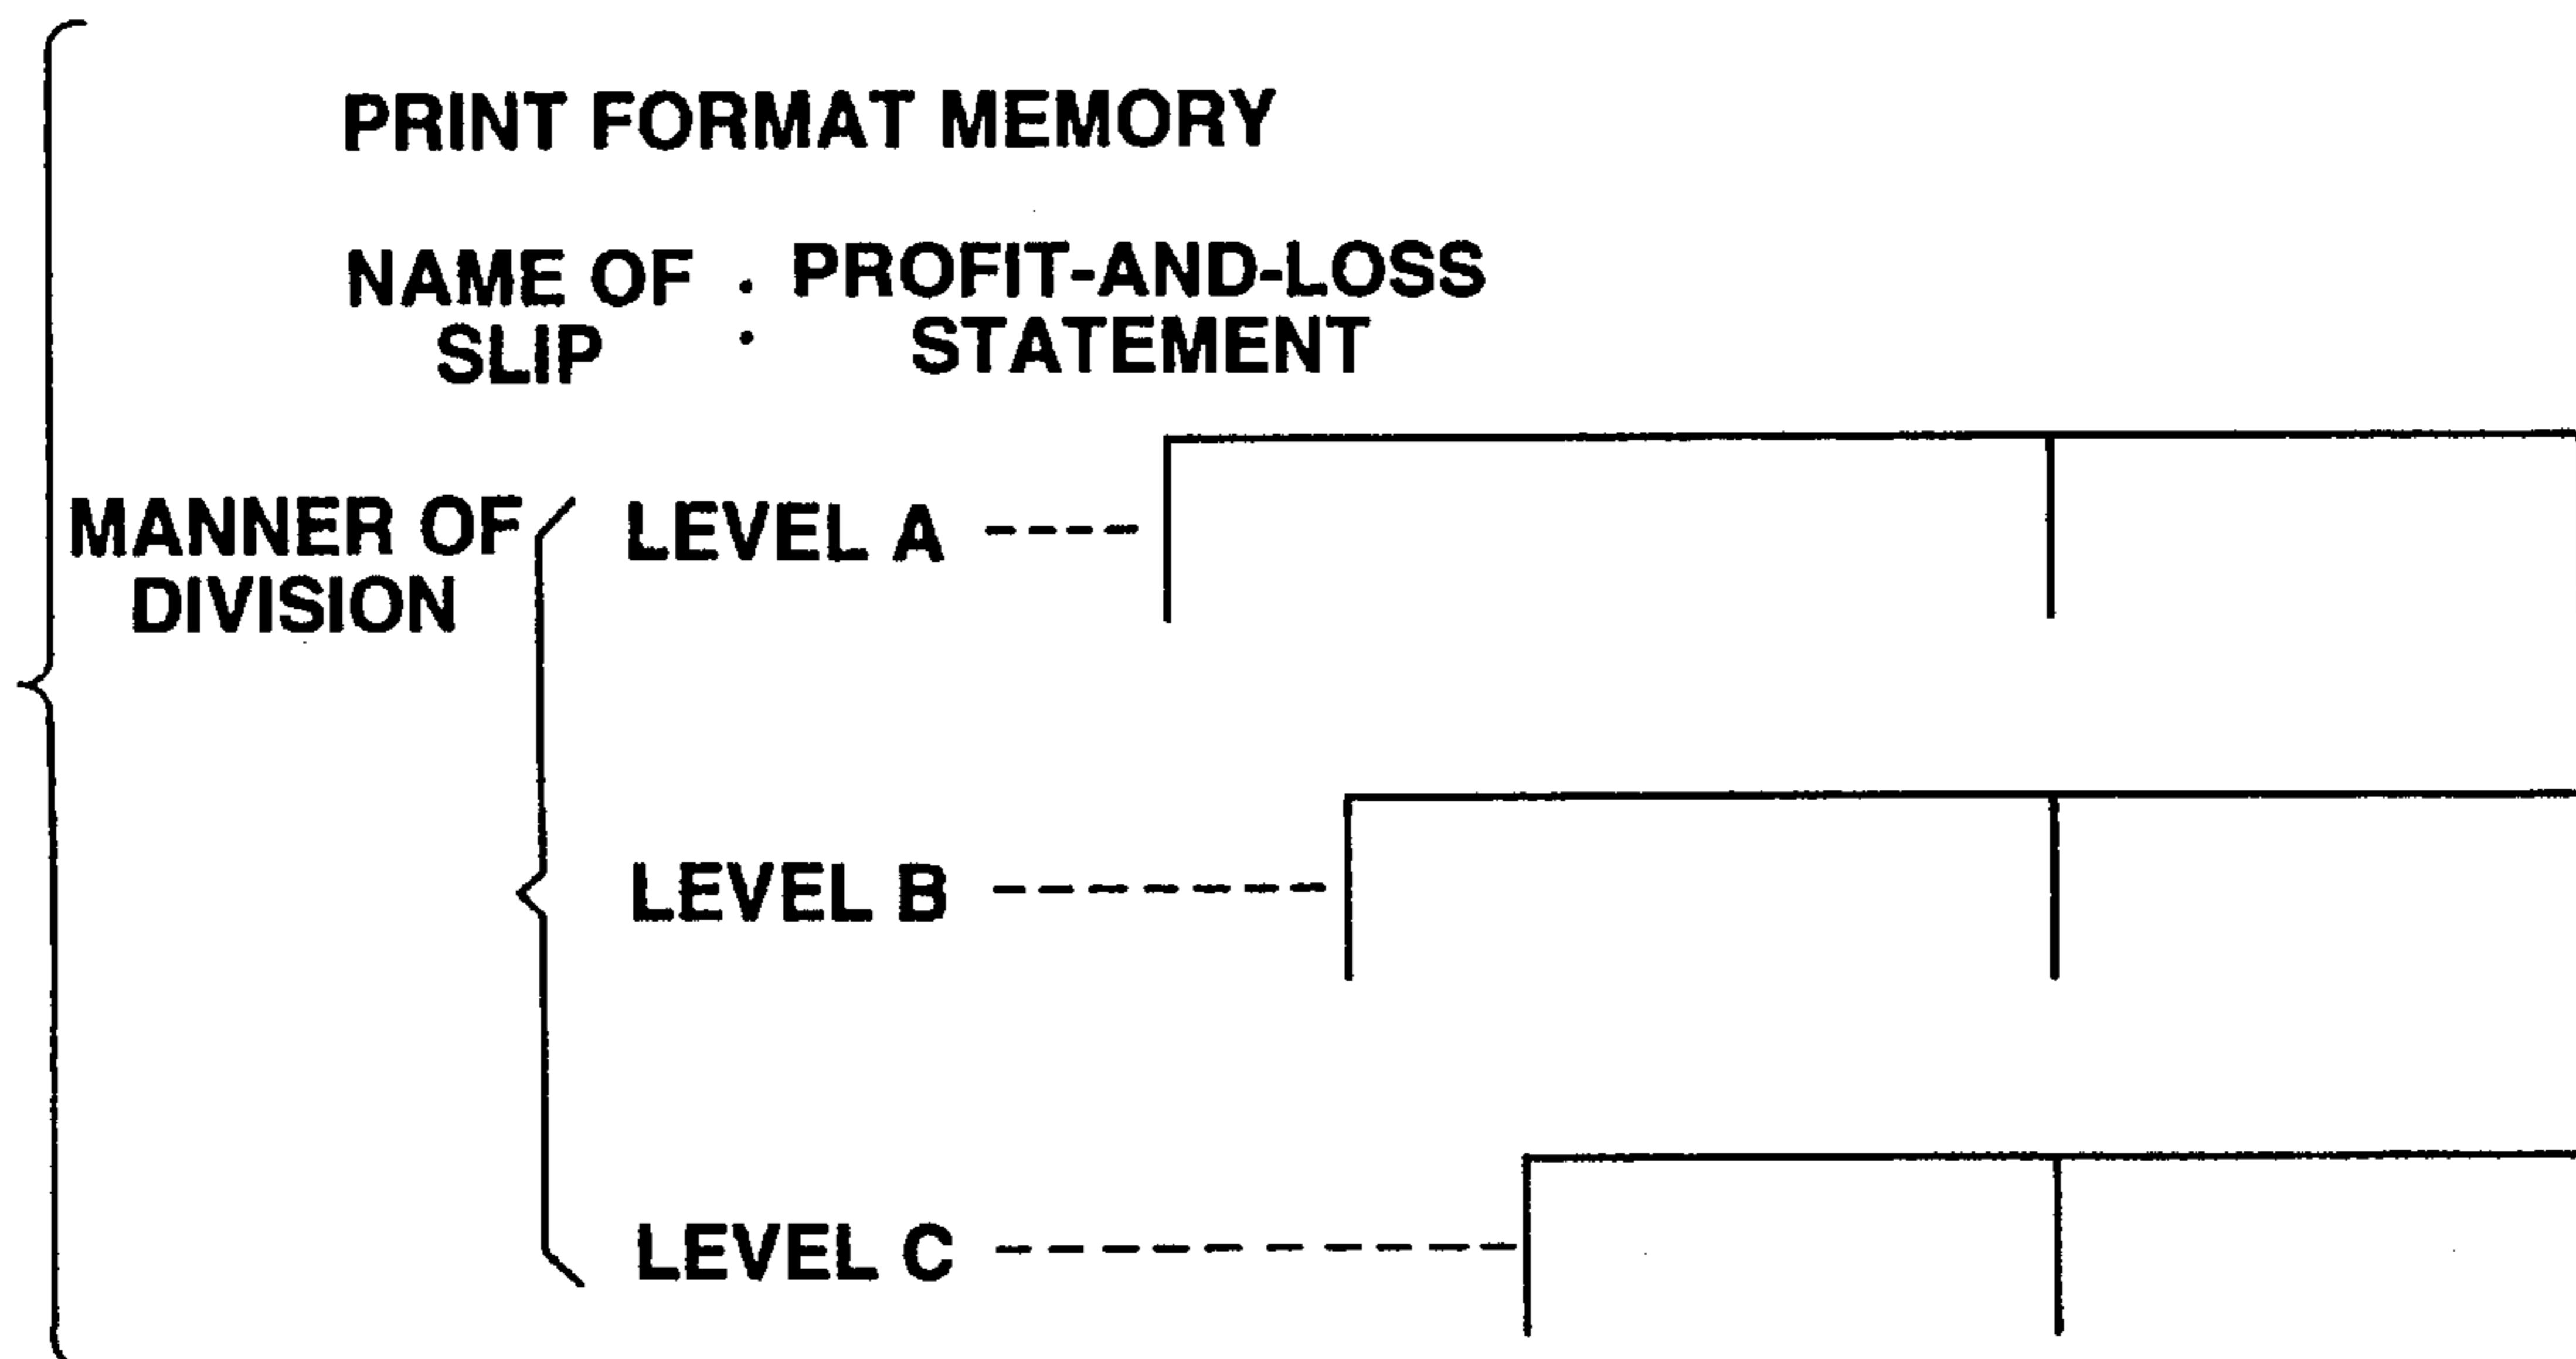 PRINT FORMAT MEMORY
NAME OF
SLIP
:
PROFIT-AND-LOSS
STATEMENT
MANNER OF
DIVISION
LEVEL A
LEVEL B
LEVEL C